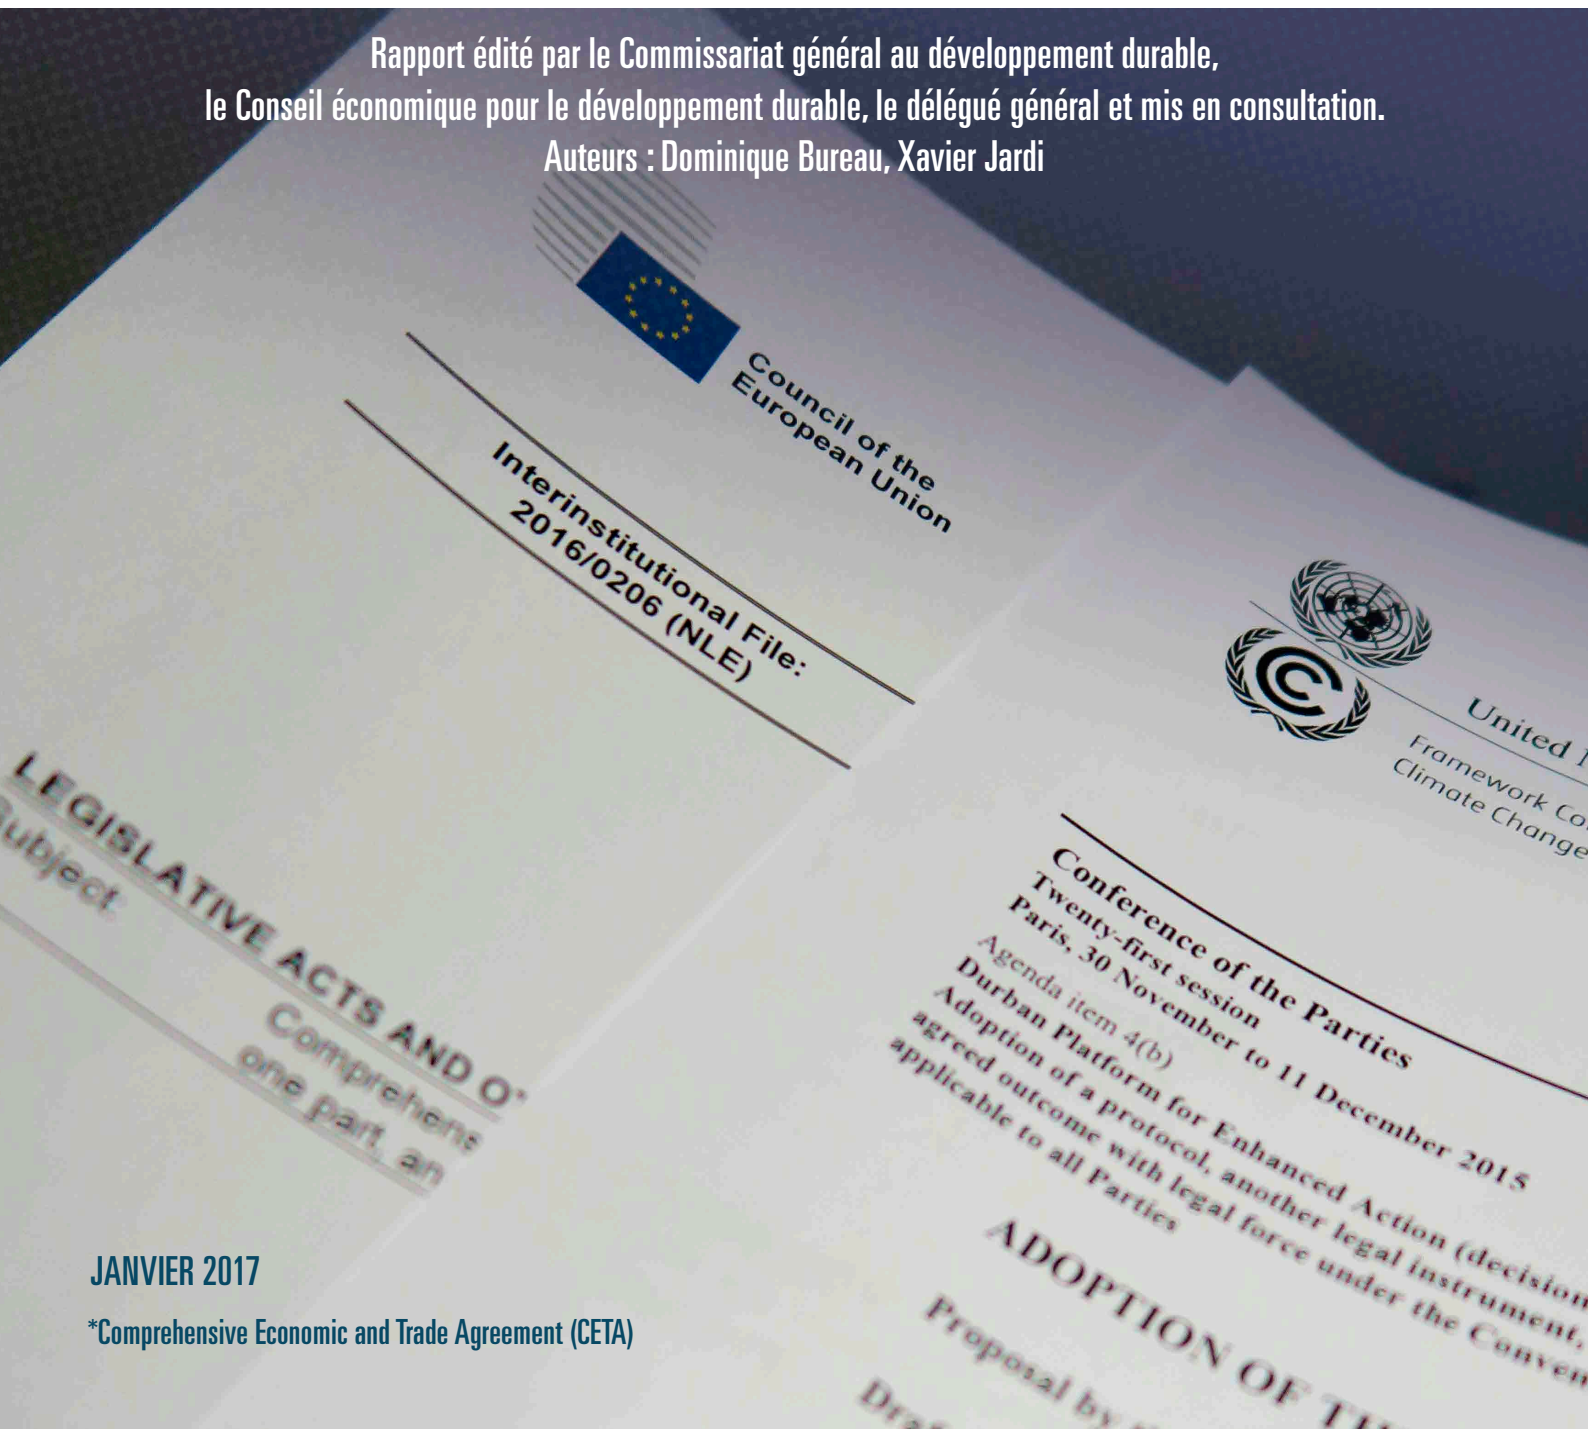 Rapport édité par le Commissariat général au développement durable,
le Conseil économique pour le développement durable, le délégué général et mis en consultation.
Auteurs : Dominique Bureau, Xavier Jardi
Council of the
European Union
Interinstitutional File:
2016/0206 (NLE)
LEGISLATIVE ACTS AND
Subject:
one part, an
United
Framework
Climate Change
Conference of the Parties
Twenty-first session
Paris, 30 November to 11 December 2015
Agenda item 4(b)
Durban Platform for Enhanced Action (decision
Adoption of a protocol, another legal instrument,
agreed outcome with legal force under the Conven
applicable to all Parties
ADOPTION OF
Proposal by
JANVIER 2017
*Comprehensive Economic and Trade Agreement (CETA)